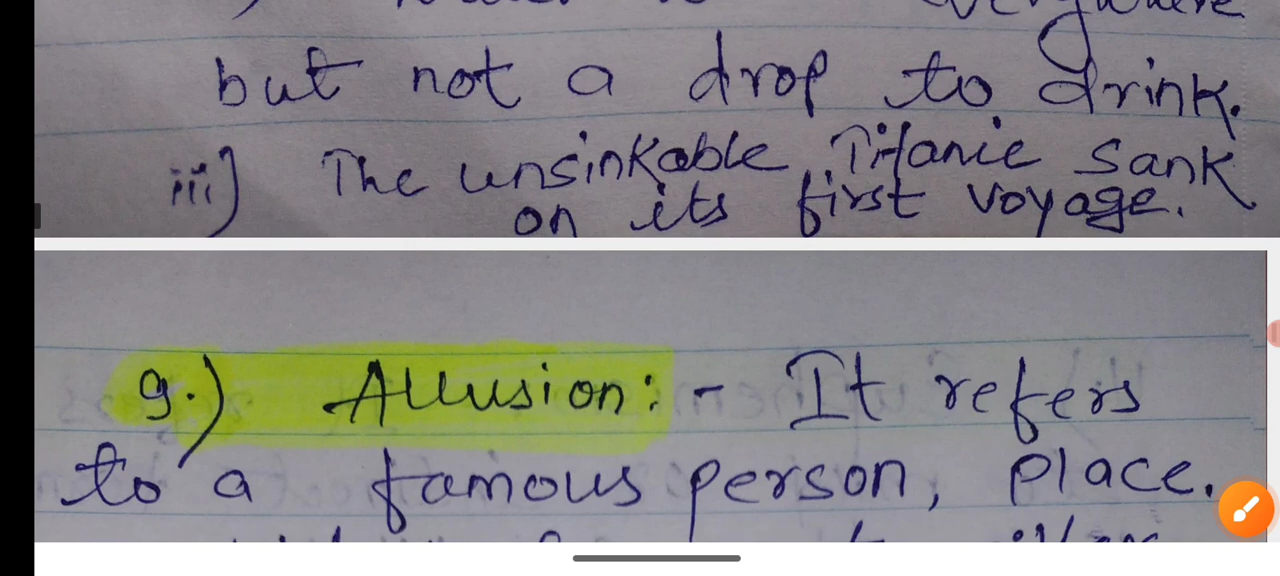 but not a drop to drink.
iii) The unsinkable Titanic sank
on its first voyage.
9.) Allusion:- It refers
to a famous person, place.